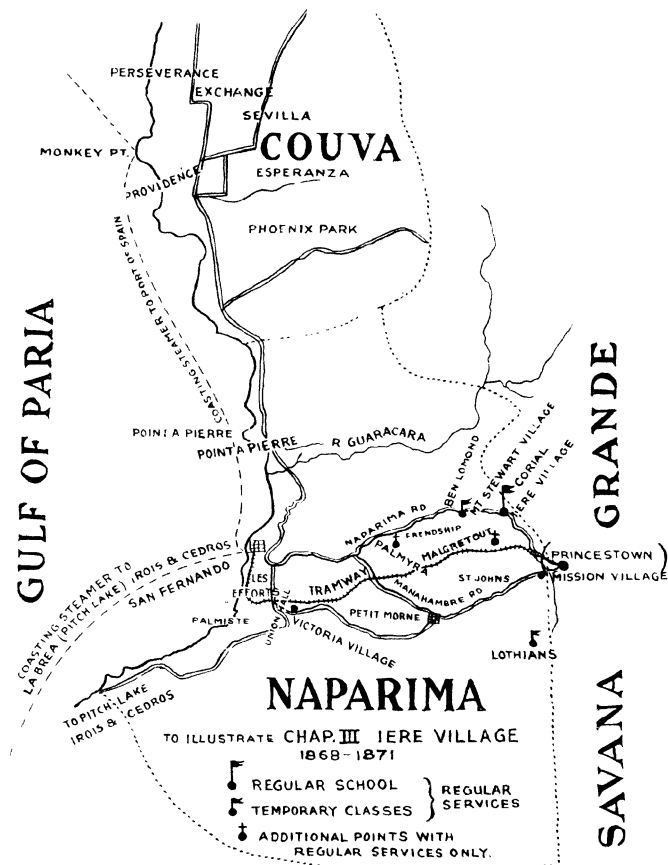 PERSEVERANCE
EXCHANGE
SEVILLA
MONKEY PT.
COUVA
PROVIDENCE
ESPERANZA
PHOENIX PARK
COASTING STEAMER TO PORT OF SPAIN
GULF OF PARIA
GRANDE
POINT A PIERRE
POINT A PIERRE
R GUARACARA
BEN LOMOND
MT STEWART VILLAGE
CORIAL
IERE VILLAGE
NAPARIMA RD
FRIENDSHIP
PALMYRA
MALGRETOUT
COASTING STEAMER TO
LA BREA (PITCH LAKE) IROIS & CEDROS
SAN FERNANDO
LES
EFFORTS
TRAMWAY
MANAHAMBRE RD
ST JOHNS
(PRINCESTOWN
MISSION VILLAGE)
PALMISTE
UNION HALL
PETIT MORNE
VICTORIA VILLAGE
LOTHIANS
TO PITCH LAKE
IROIS & CEDROS
NAPARIMA
SAVANA
TO ILLUSTRATE CHAP. III IERE VILLAGE
1868-1871
REGULAR SCHOOL
TEMPORARY CLASSES
REGULAR
SERVICES
ADDITIONAL POINTS WITH
REGULAR SERVICES ONLY.